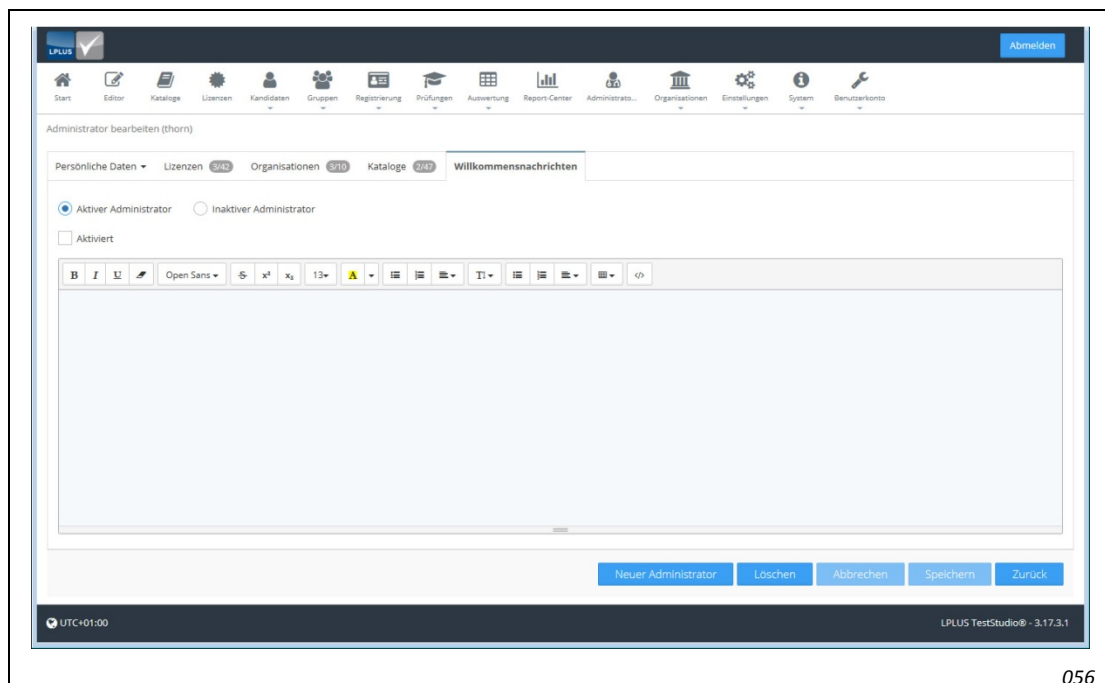 LPLUS
Abmelden
Start Editor Kataloge Lizenzen Kandidaten Gruppen Registrierung Prüfungen Auswertung Report-Center Administrato... Organisationen Einstellungen System Benutzerkonto
Administrator bearbeiten (thorn)
Persönliche Daten Lizenzen 3/42 Organisationen 3/10 Kataloge 2/47 Willkommensnachrichten
Aktiver Administrator Inaktiver Administrator
Aktiviert
B I U Open Sans S x² x₂ 13 A TI </>
Neuer Administrator Löschen Abbrechen Speichern Zurück
UTC+01:00 LPLUS TestStudio® - 3.17.3.1
056